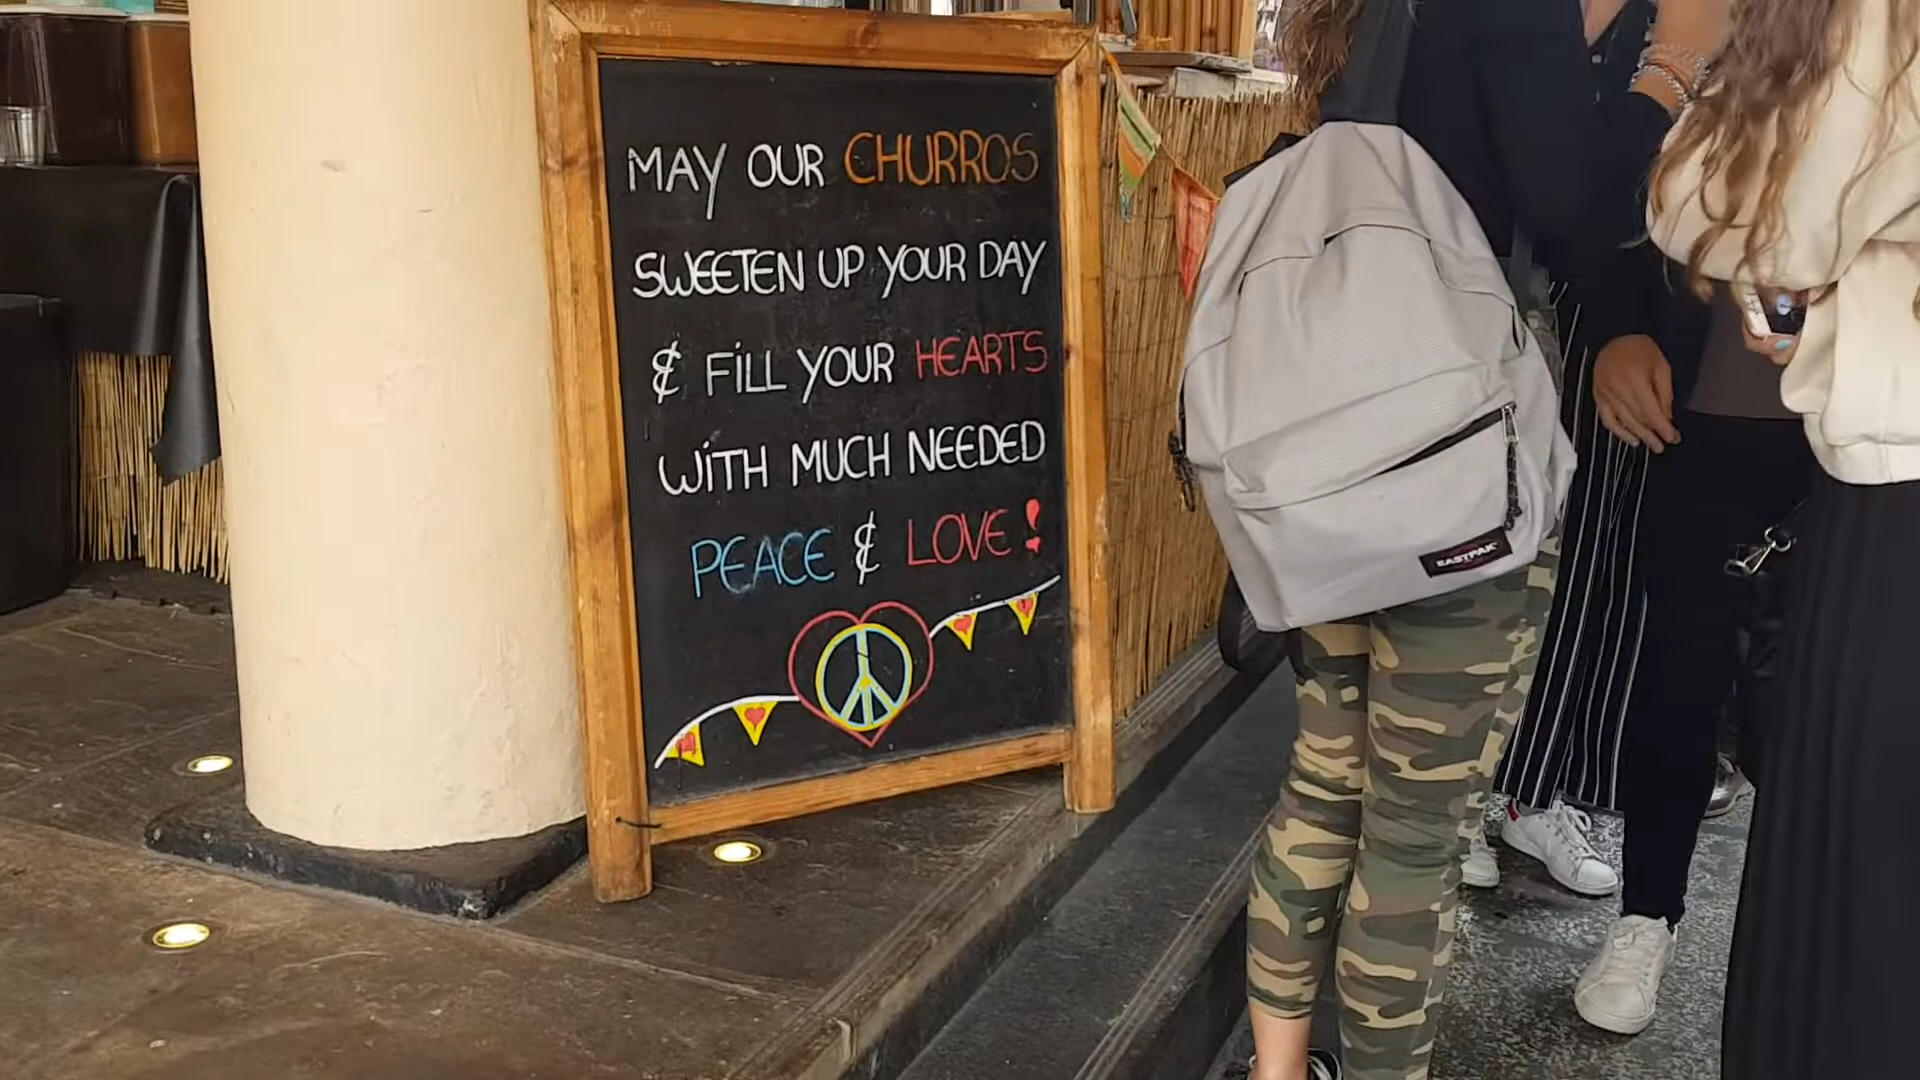 MAY OUR CHURROS
SWEETEN UP YOUR DAY
& FiLL YOUR HEARTS
WiTH MUCH NEEDED
PEACE & LOVE!
EASTPAK